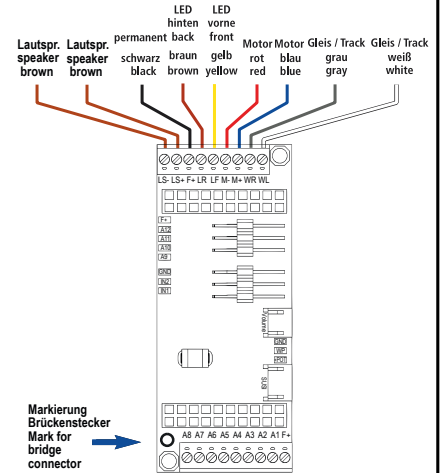 LED LED
hinten vorne
permanent back front
Lautspr. Lautspr. schwarz braun gelb Motor Motor Gleis / Track Gleis / Track
speaker speaker black brown yellow rot blau grau weiß
brown brown red blue gray white
LS- LS+ F+ LR LF M- M+ WR WL
F+
A12
A11
A10
A9
GND
IN2
IN1
Volume
GND
WP
+POT
SUSI
Markierung
Brückenstecker
Mark for
bridge
connector
A8 A7 A6 A5 A4 A3 A2 A1 F+